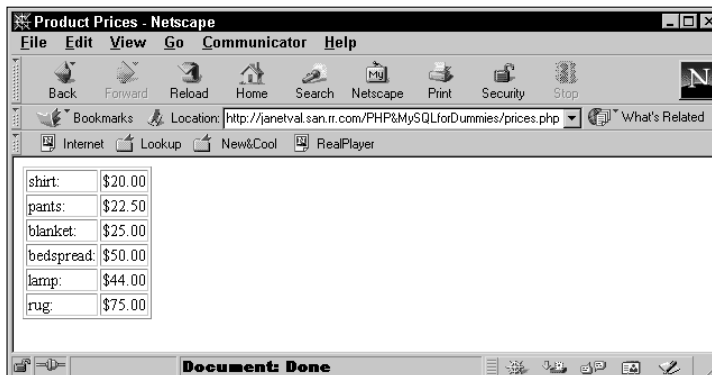 Product Prices - Netscape
File Edit View Go Communicator Help
Back Forward Reload Home Search Netscape Print Security Stop
My
N
Bookmarks Location: http://janetval.san.rr.com/PHP&MySQLforDummies/prices.php What's Related
Internet Lookup New&Cool RealPlayer
shirt: $20.00
pants: $22.50
blanket: $25.00
bedspread: $50.00
lamp: $44.00
rug: $75.00
Document: Done